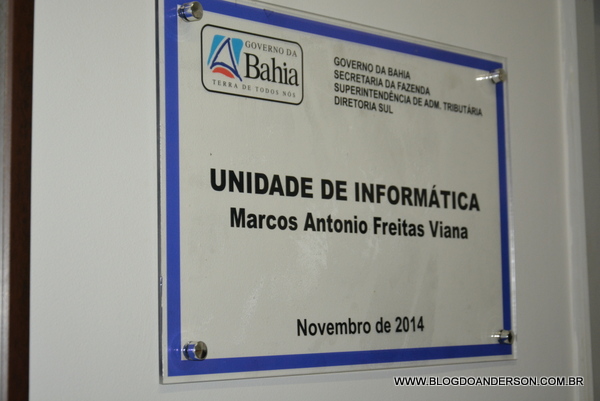 GOVERNO DA
Bahia
TERRA DE TODOS NÓS
GOVERNO DA BAHIA
SECRETARIA DA FAZENDA
SUPERINTENDÊNCIA DE ADM. TRIBUTÁRIA
DIRETORIA SUL
UNIDADE DE INFORMÁTICA
Marcos Antonio Freitas Viana
Novembro de 2014
WWW.BLOGDOANDERSON.COM.BR